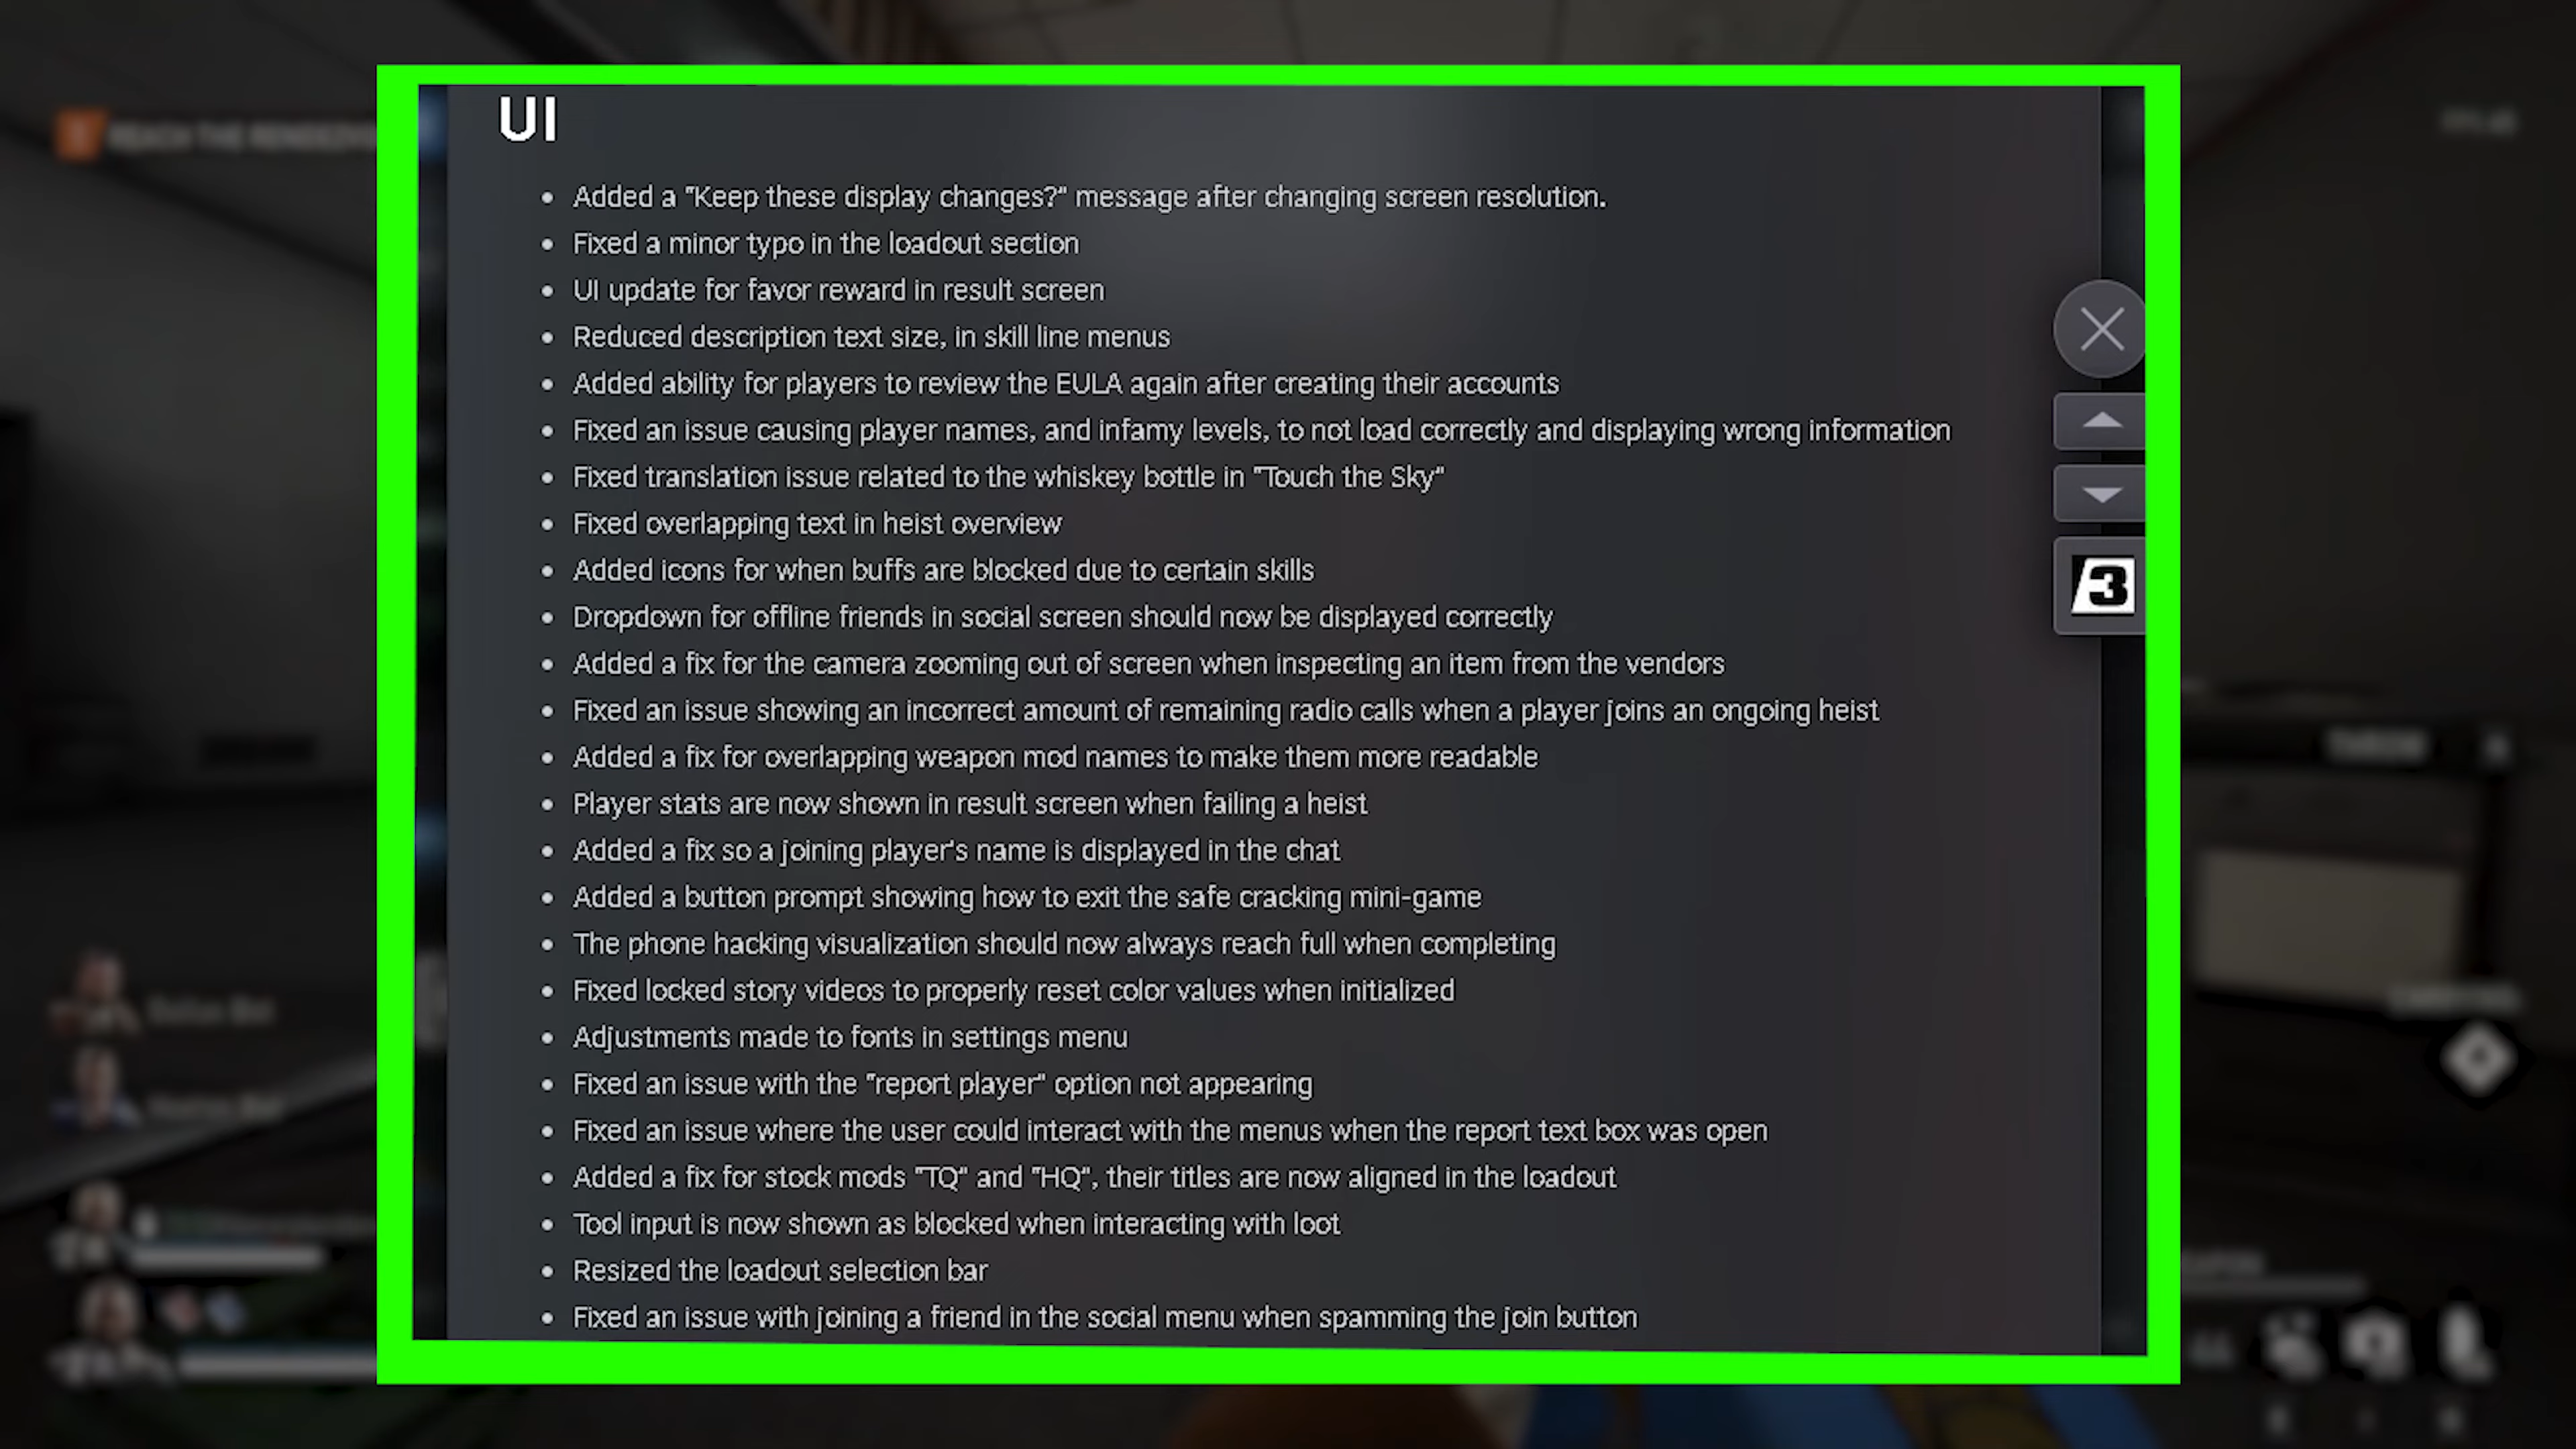 UI
Added a "Keep these display changes?" message after changing screen resolution.
Fixed a minor typo in the loadout section
UI update for favor reward in result screen
Reduced description text size, in skill line menus
Added ability for players to review the EULA again after creating their accounts
Fixed an issue causing player names, and infamy levels, to not load correctly and displaying wrong information
Fixed translation issue related to the whiskey bottle in "Touch the Sky"
Fixed overlapping text in heist overview
Added icons for when buffs are blocked due to certain skills
Dropdown for offline friends in social screen should now be displayed correctly
Added a fix for the camera zooming out of screen when inspecting an item from the vendors
Fixed an issue showing an incorrect amount of remaining radio calls when a player joins an ongoing heist
Added a fix for overlapping weapon mod names to make them more readable
Player stats are now shown in result screen when failing a heist
Added a fix so a joining player's name is displayed in the chat
Added a button prompt showing how to exit the safe cracking mini-game
The phone hacking visualization should now always reach full when completing
Fixed locked story videos to properly reset color values when initialized
Adjustments made to fonts in settings menu
Fixed an issue with the "report player" option not appearing
Fixed an issue where the user could interact with the menus when the report text box was open
Added a fix for stock mods "TQ" and "HQ", their titles are now aligned in the loadout
Tool input is now shown as blocked when interacting with loot
Resized the loadout selection bar
Fixed an issue with joining a friend in the social menu when spamming the join button
3
REACH THE